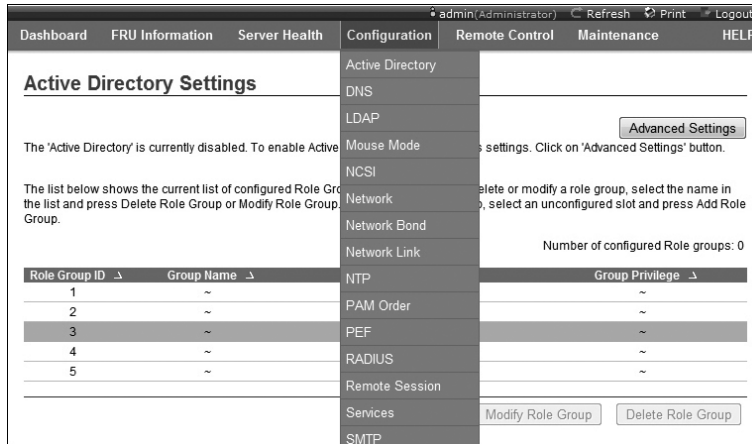 admin(Administrator) Refresh Print Logout
Dashboard FRU Information Server Health Configuration Remote Control Maintenance HELP
Active Directory Settings
Advanced Settings
The 'Active Directory' is currently disabled. To enable Active s settings. Click on 'Advanced Settings' button.
The list below shows the current list of configured Role Gro elete or modify a role group, select the name in
the list and press Delete Role Group or Modify Role Group. , select an unconfigured slot and press Add Role
Group.
Number of configured Role groups: 0
Role Group ID Group Name Group Privilege
1 ~ ~
2 ~ ~
3 ~ ~
4 ~ ~
5 ~ ~
Modify Role Group Delete Role Group
Active Directory
DNS
LDAP
Mouse Mode
NCSI
Network
Network Bond
Network Link
NTP
PAM Order
PEF
RADIUS
Remote Session
Services
SMTP